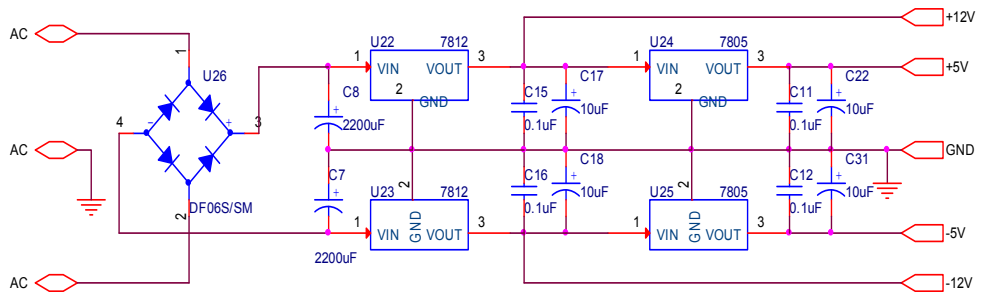 +12V
AC
1
U26
4
3
2
DF06S/SM
AC
AC
U22 7812
1 VIN VOUT 3
2
GND
C8
2200uF
C7
2200uF
U23 7812
2
1 VIN GND VOUT 3
C17
C15 10uF
0.1uF
C18
C16 10uF
0.1uF
U24 7805
1 VIN VOUT 3
2
GND
U25 7805
2
1 VIN GND VOUT 3
C22
C11 10uF
0.1uF
C31
C12 10uF
0.1uF
+5V
GND
-5V
-12V